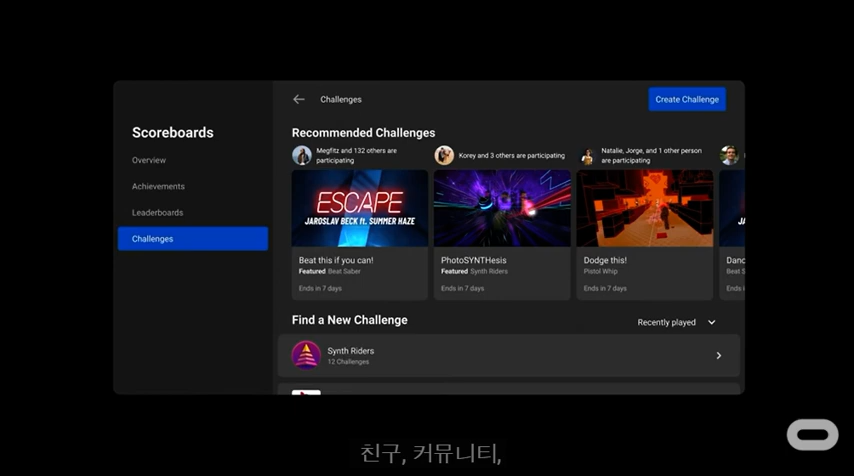 Challenges
Create Challenge
Scoreboards
Overview
Achievements
Leaderboards
Challenges
Recommended Challenges
Megfitz and 132 others are
participating
Korey and 3 others are participating
Natalie, Jorge, and 1 other person
are participating
ESCAPE
JAROSLAV BECK ft. SUMMER HAZE
Beat this if you can!
Featured Beat Saber
Ends in 7 days
PhotoSYNTHesis
Featured Synth Riders
Ends in 7 days
Dodge this!
Pistol Whip
Ends in 7 days
Find a New Challenge
Recently played
Synth Riders
12 Challenges
친구, 커뮤니티,